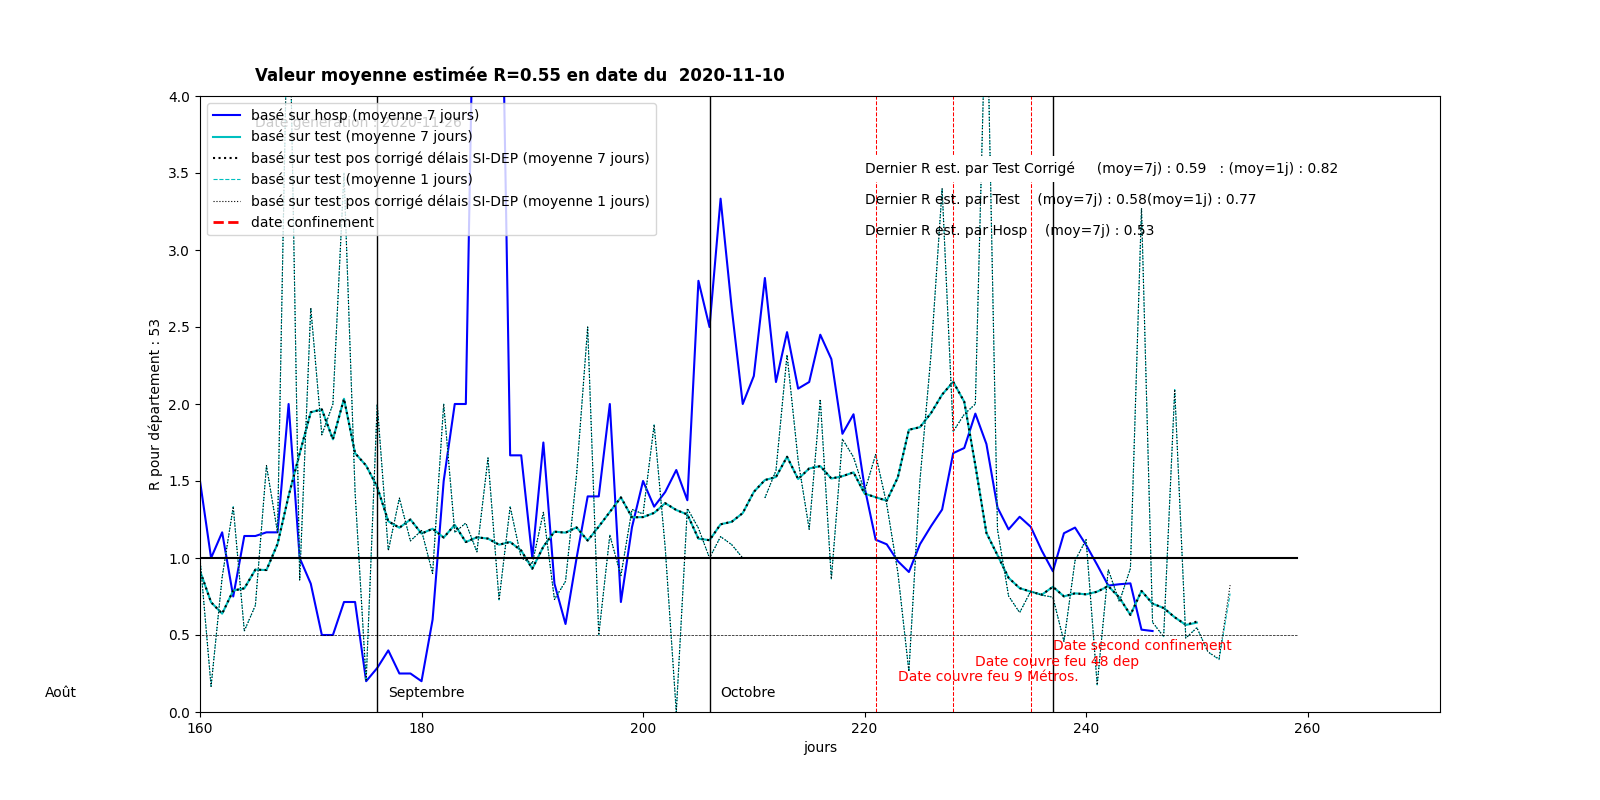 Valeur moyenne estimée R=0.55 en date du  2020-11-10
Date génération : 2020-11-26
basé sur hosp (moyenne 7 jours)
basé sur test (moyenne 7 jours)
basé sur test pos corrigé délais SI-DEP (moyenne 7 jours)
basé sur test (moyenne 1 jours)
basé sur test pos corrigé délais SI-DEP (moyenne 1 jours)
date confinement
Dernier R est. par Test Corrigé     (moy=7j) : 0.59   : (moy=1j) : 0.82
Dernier R est. par Test    (moy=7j) : 0.58(moy=1j) : 0.77
Dernier R est. par Hosp    (moy=7j) : 0.53
4.0
3.5
3.0
2.5
2.0
1.5
1.0
0.5
0.0
R pour département : 53
Date second confinement
Date couvre feu 48 dep
Date couvre feu 9 Métros.
Août
Septembre
Octobre
160
180
200
220
240
260
jours